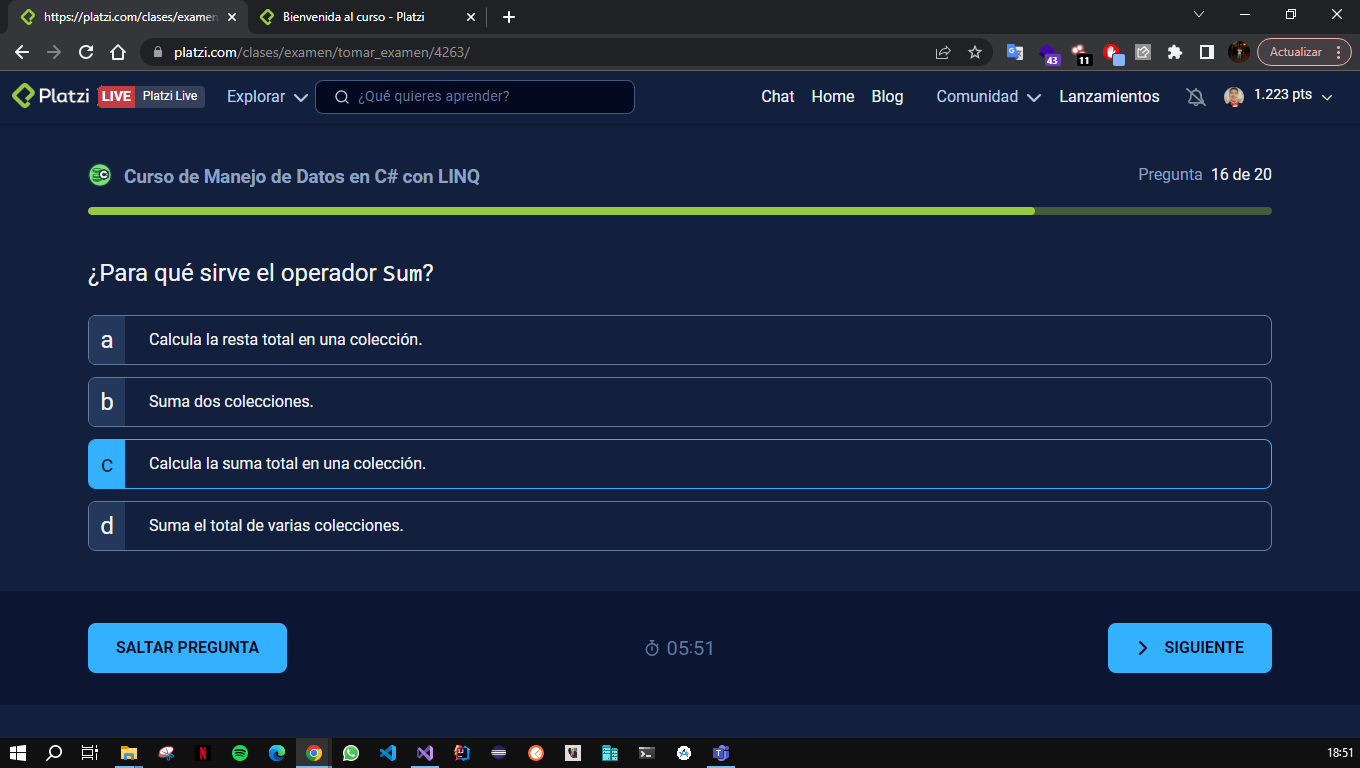 https://platzi.com/clases/examen
Bienvenida al curso - Platzi
platzi.com/clases/examen/tomar_examen/4263/
43
11
Actualizar
Platzi
LIVE Platzi Live
Explorar
¿Qué quieres aprender?
Chat
Home
Blog
Comunidad
Lanzamientos
1.223 pts
Curso de Manejo de Datos en C# con LINQ
Pregunta 16 de 20
¿Para qué sirve el operador Sum?
a Calcula la resta total en una colección.
b Suma dos colecciones.
c Calcula la suma total en una colección.
d Suma el total de varias colecciones.
SALTAR PREGUNTA
05:51
SIGUIENTE
18:51